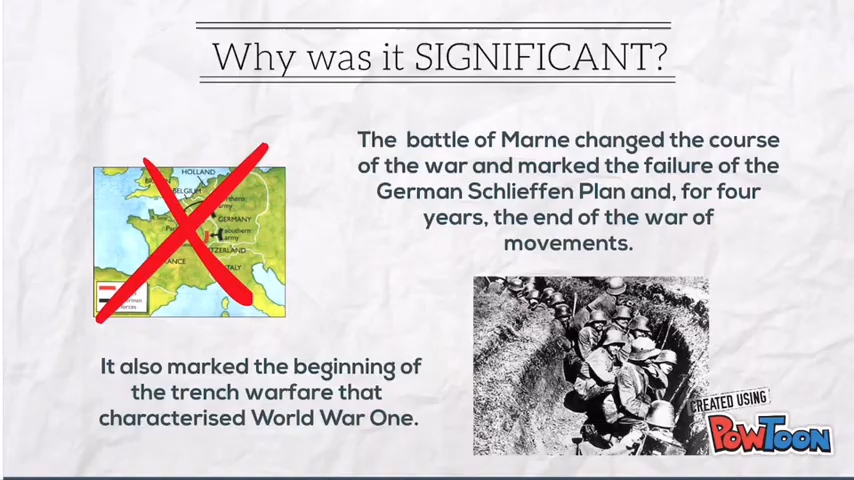 Why was it SIGNIFICANT?
The battle of Marne changed the course
of the war and marked the failure of the
German Schlieffen Plan and, for four
years, the end of the war of
movements.
HOLLAND
BELGIUM
GERMANY
southern
army
ITALY
It also marked the beginning of
the trench warfare that
characterised World War One.
CREATED USING
POWTOON